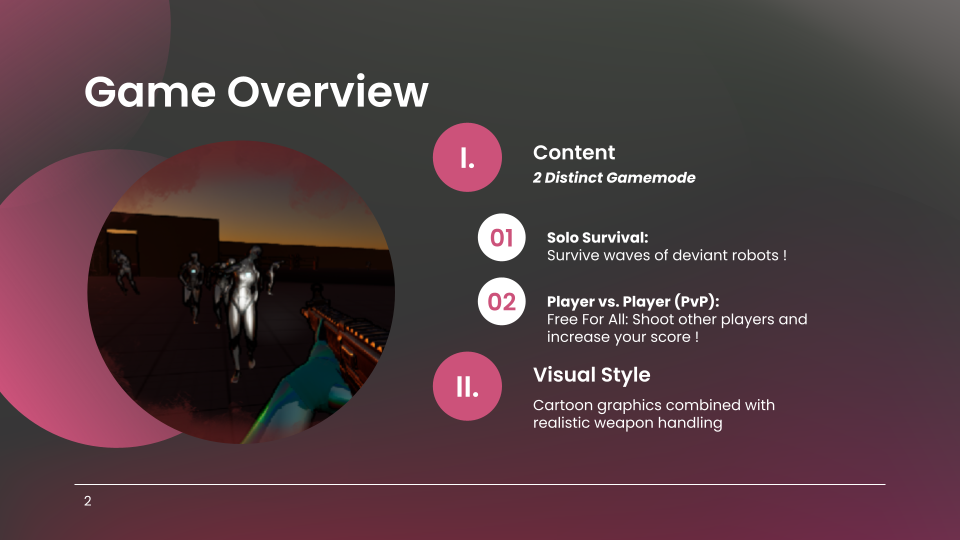 Game Overview
I.
Content
2 Distinct Gamemode
01
Solo Survival:
Survive waves of deviant robots !
02
Player vs. Player (PvP):
Free For All: Shoot other players and
increase your score !
II.
Visual Style
Cartoon graphics combined with
realistic weapon handling
2